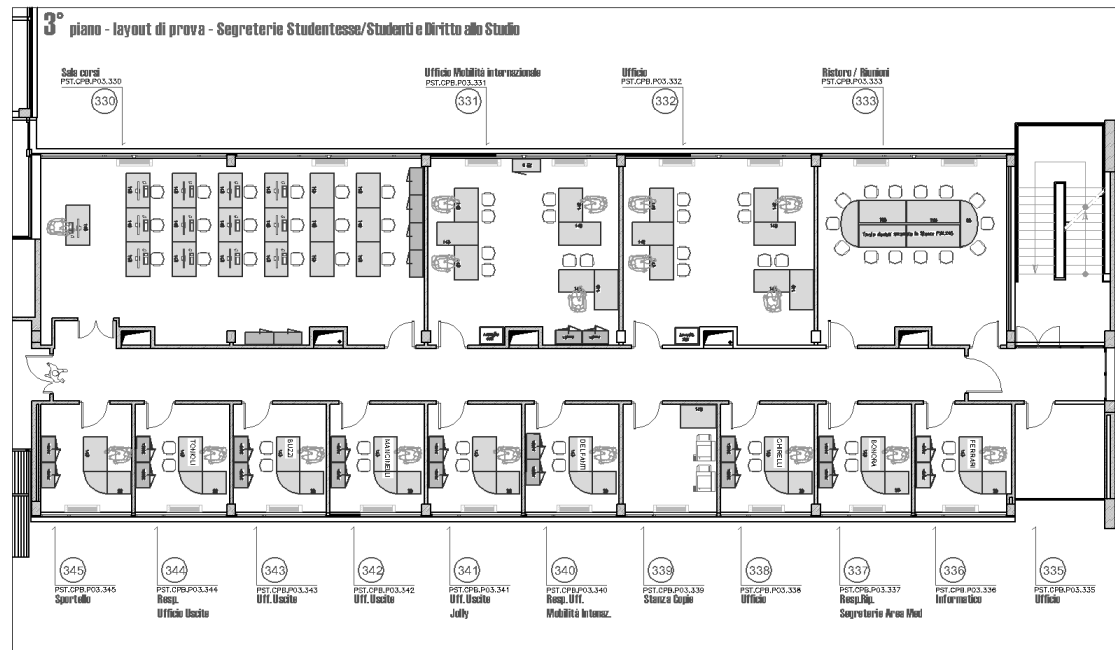 3° piano - layout di prova - Segreterie Studentesse/Studenti e Diritto allo Studio
Sala corsi
PST.CPB.P03.330
330
Ufficio Mobilità internazionale
PST.CPB.P03.331
331
Ufficio
PST.CPB.P03.332
332
Ristoro / Riunioni
PST.CPB.P03.333
333
TONIOLI
BUZZI
MANCINELLI
DELFANTI
GHIRELLI
BONORA
FERRARI
345
PST.CPB.P03.345
Sportello
344
PST.CPB.P03.344
Resp.
Ufficio Uscite
343
PST.CPB.P03.343
Uff. Uscite
342
PST.CPB.P03.342
Uff. Uscite
341
PST.CPB.P03.341
Uff. Uscite
Jolly
340
PST.CPB.P03.340
Resp. Uff.
Mobilità Intenaz.
339
PST.CPB.P03.339
Stanza Copie
338
PST.CPB.P03.338
Ufficio
337
PST.CPB.P03.337
Resp.Rip.
Segreterie Area Med
336
PST.CPB.P03.336
Informatico
335
PST.CPB.P03.335
Ufficio